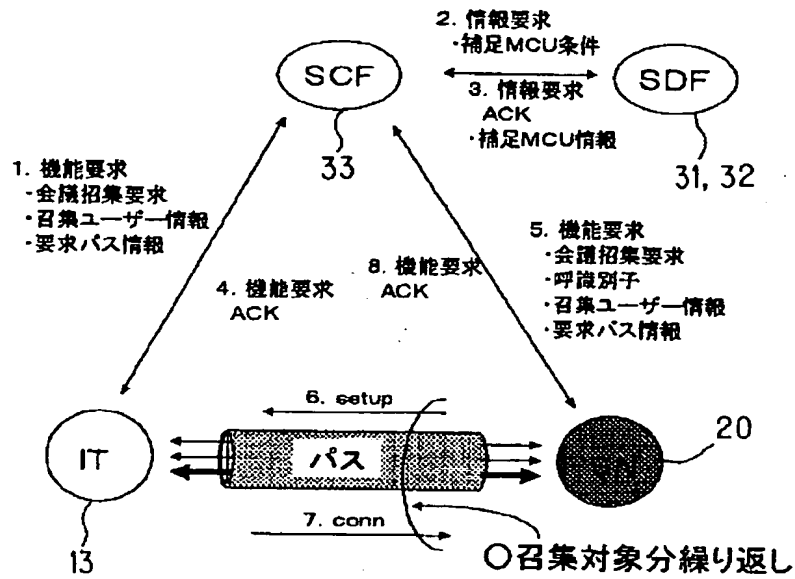 2. 情報要求
・補足MCU条件
SCF
SDF
3. 情報要求
ACK
・補足MCU情報
33
31, 32
1. 機能要求
・会議招集要求
・召集ユーザー情報
・要求パス情報
4. 機能要求
ACK
8. 機能要求
ACK
5. 機能要求
・会議招集要求
・呼識別子
・召集ユーザー情報
・要求パス情報
6. setup
IT
パス
20
7. conn
13
○召集対象分繰り返し